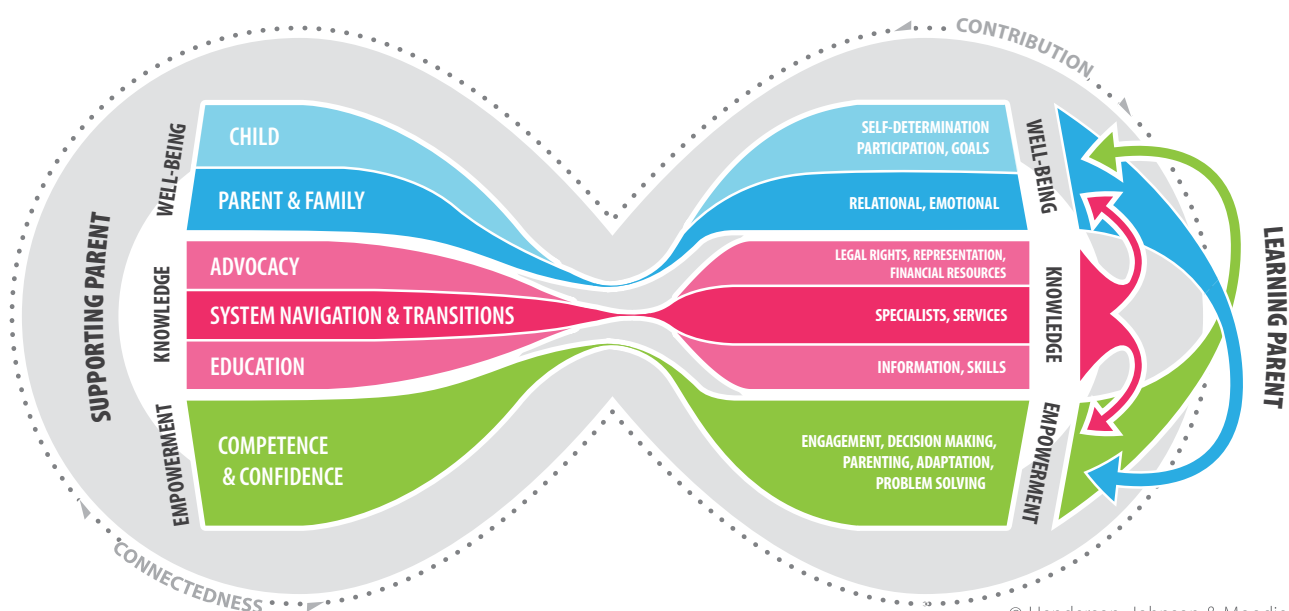 CONTRIBUTION
WELL-BEING
CHILD
PARENT & FAMILY
SELF-DETERMINATION
PARTICIPATION, GOALS
RELATIONAL, EMOTIONAL
WELL-BEING
SUPPORTING PARENT
KNOWLEDGE
ADVOCACY
SYSTEM NAVIGATION & TRANSITIONS
EDUCATION
LEGAL RIGHTS, REPRESENTATION,
FINANCIAL RESOURCES
SPECIALISTS, SERVICES
INFORMATION, SKILLS
KNOWLEDGE
LEARNING PARENT
EMPOWERMENT
COMPETENCE
& CONFIDENCE
ENGAGEMENT, DECISION MAKING,
PARENTING, ADAPTATION,
PROBLEM SOLVING
EMPOWERMENT
CONNECTEDNESS